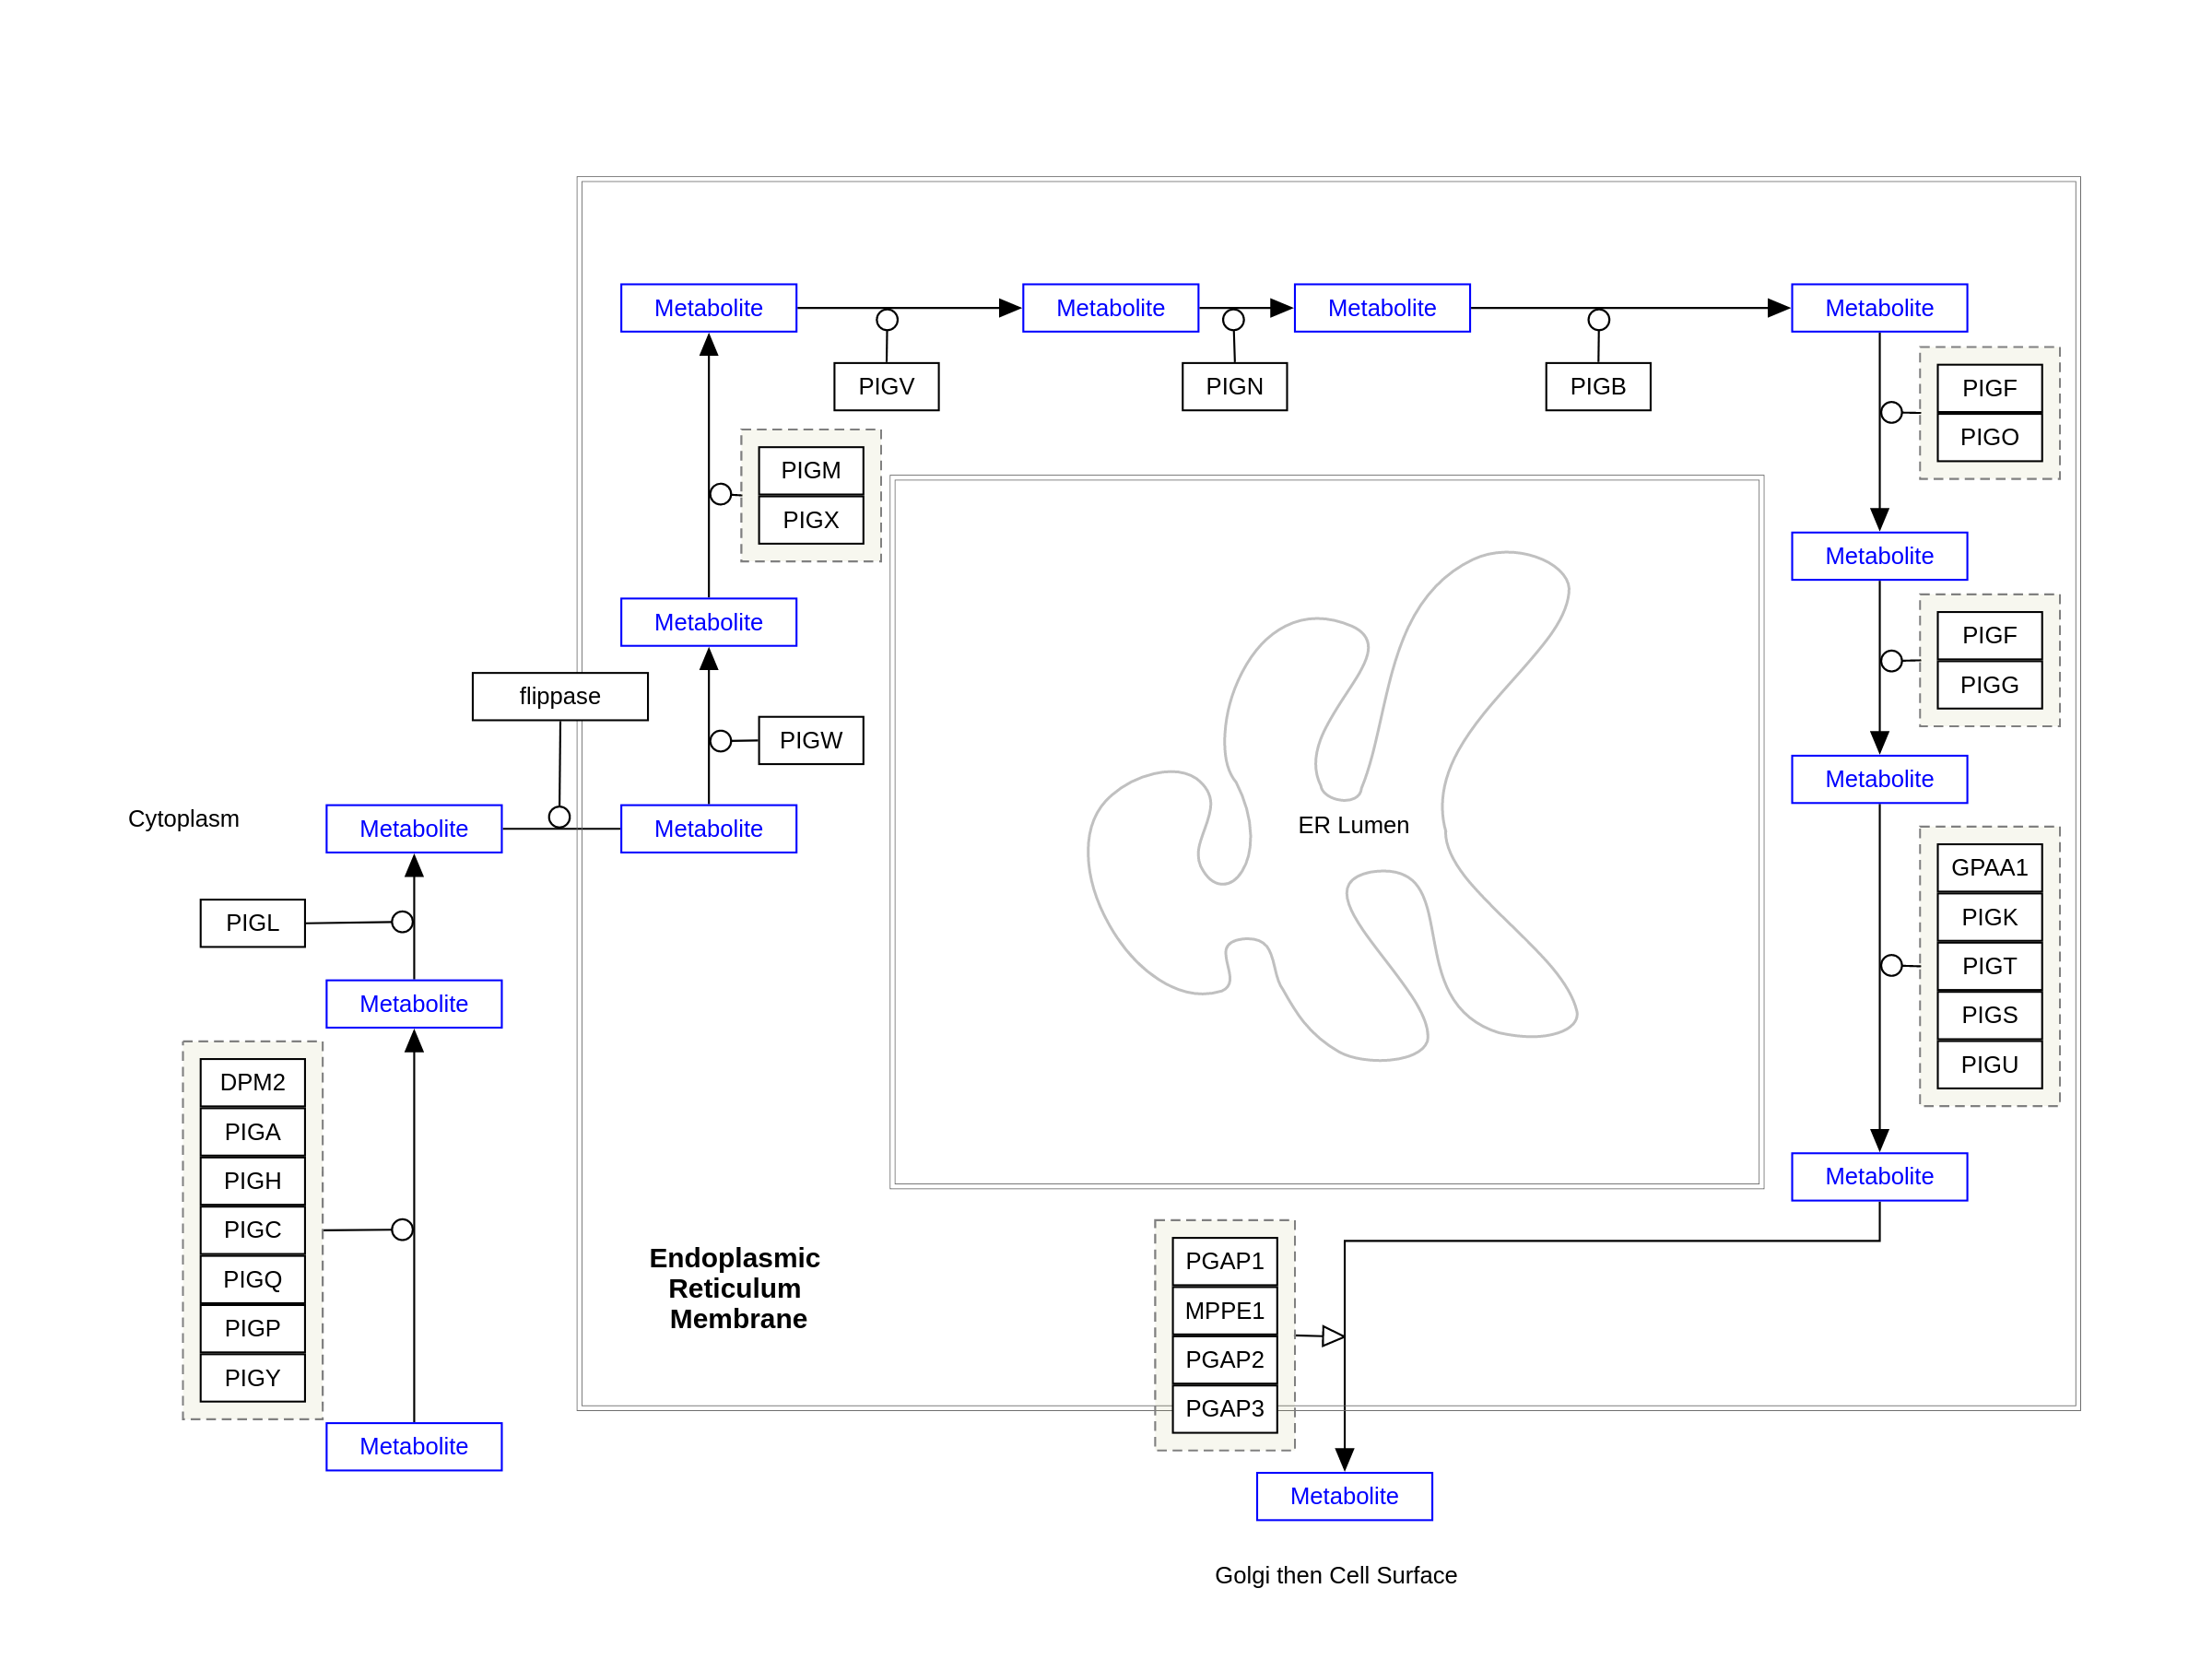 Metabolite
Metabolite
Metabolite
Metabolite
PIGV
PIGN
PIGB
PIGF
PIGO
PIGM
PIGX
Metabolite
Metabolite
PIGF
PIGG
flippase
PIGW
Metabolite
Cytoplasm
Metabolite
Metabolite
ER Lumen
GPAA1
PIGK
PIGT
PIGS
PIGU
PIGL
Metabolite
DPM2
PIGA
PIGH
PIGC
PIGQ
PIGP
PIGY
Metabolite
Metabolite
Endoplasmic
Reticulum
Membrane
PGAP1
MPPE1
PGAP2
PGAP3
Metabolite
Golgi then Cell Surface